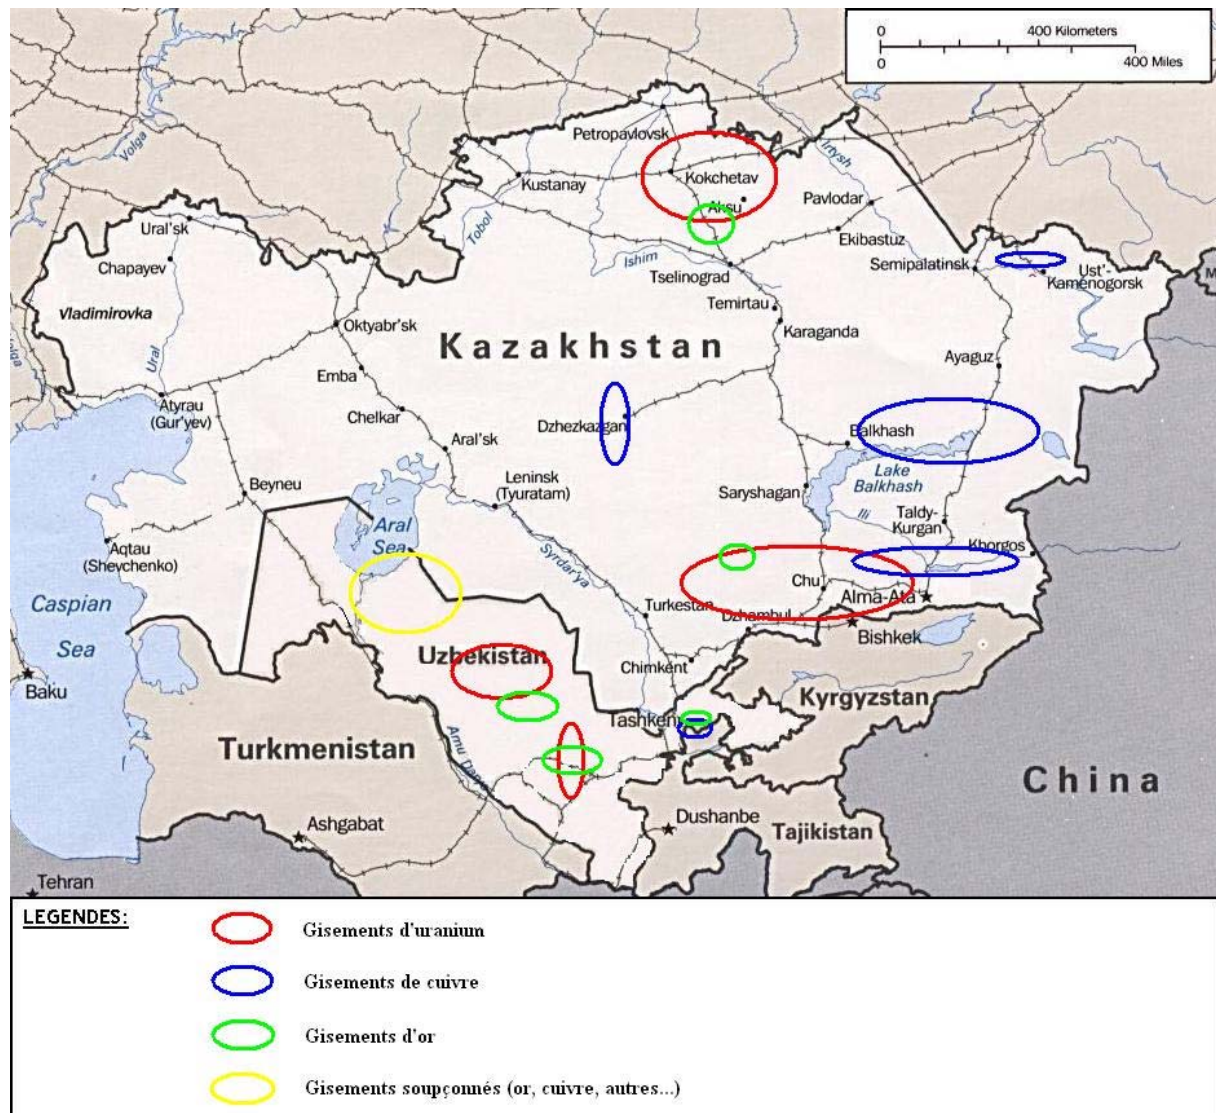 0 400 Kilometers
0 400 Miles
Petropavlovsk
Volga
Irtysh
Kokchetav
Kustanay
Aksu
Pavlodar
Tobol
Ural'sk
Ekibastuz
Ishim
Chapayev
Tselinograd
Semipalatinsk
Ust'-
Kamenogorsk
M
Temirtau
Vladimirovka
Oktyabr'sk
Karaganda
Kazakhstan
Ural
Ayaguz
Emba
Atyrau
(Gur'yev)
Chelkar
Dzhezkazgan
Balkhash
Aral'sk
Lake
Balkhash
Leninsk
(Tyuratam)
Beyneu
Saryshagan
Ili
Taldy-
Kurgan
Aral
Sea
Khorgos
Aqtau
(Shevchenko)
Syrdar'ya
Chu
Alma-Ata
Caspian
Sea
Turkestan
Dzhambul
Bishkek
Uzbekistan
Chimkent
Baku
Kyrgyzstan
Tashken
Turkmenistan
Amu Darya
China
Ashgabat
Dushanbe
Tajikistan
Tehran
LEGENDES:
Gisements d'uranium
Gisements de cuivre
Gisements d'or
Gisements soupçonnés (or, cuivre, autres...)